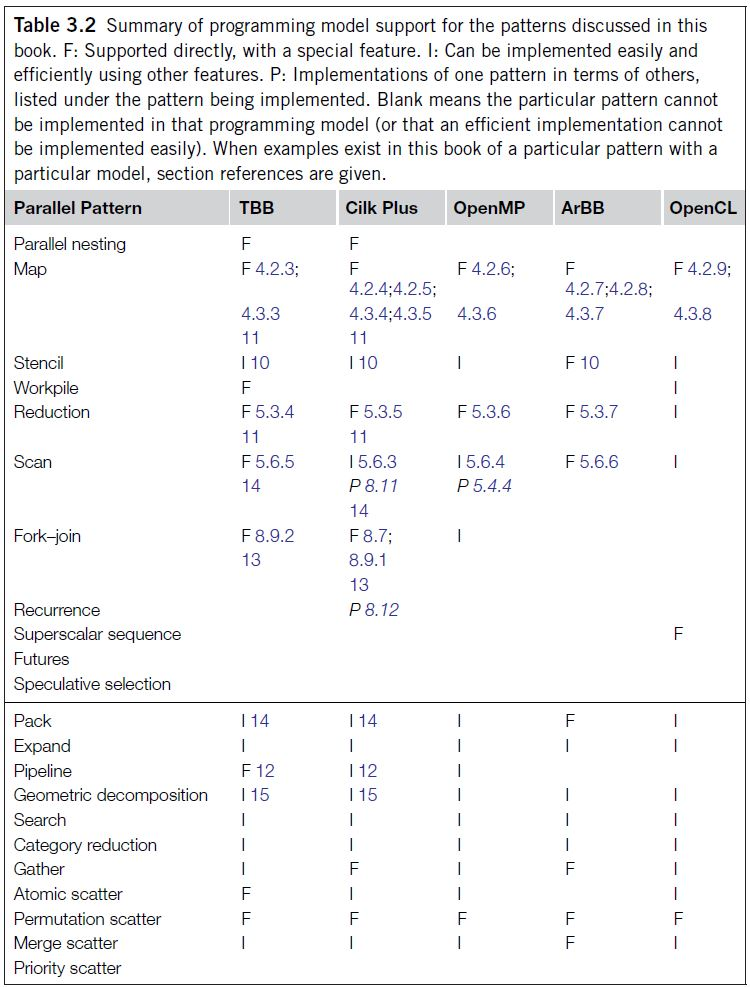 Table 3.2 Summary of programming model support for the patterns discussed in this
book. F: Supported directly, with a special feature. I: Can be implemented easily and
efficiently using other features. P: Implementations of one pattern in terms of others,
listed under the pattern being implemented. Blank means the particular pattern cannot
be implemented in that programming model (or that an efficient implementation cannot
be implemented easily). When examples exist in this book of a particular pattern with a
particular model, section references are given.
Parallel Pattern TBB Cilk Plus OpenMP ArBB OpenCL
Parallel nesting F F
Map F 4.2.3; F F 4.2.6; F F 4.2.9;
4.2.4;4.2.5; 4.2.7;4.2.8;
4.3.3 4.3.4;4.3.5 4.3.6 4.3.7 4.3.8
11 11
Stencil I 10 I 10 I F 10 I
Workpile F I
Reduction F 5.3.4 F 5.3.5 F 5.3.6 F 5.3.7 I
11 11
Scan F 5.6.5 I 5.6.3 I 5.6.4 F 5.6.6 I
14 P 8.11 P 5.4.4
14
Fork–join F 8.9.2 F 8.7; I
13 8.9.1
13
Recurrence P 8.12
Superscalar sequence F
Futures
Speculative selection
Pack I 14 I 14 I F I
Expand I I I I I
Pipeline F 12 I 12 I
Geometric decomposition I 15 I 15 I I I
Search I I I I I
Category reduction I I I I I
Gather I F I F I
Atomic scatter F I I I
Permutation scatter F F F F F
Merge scatter I I I F I
Priority scatter